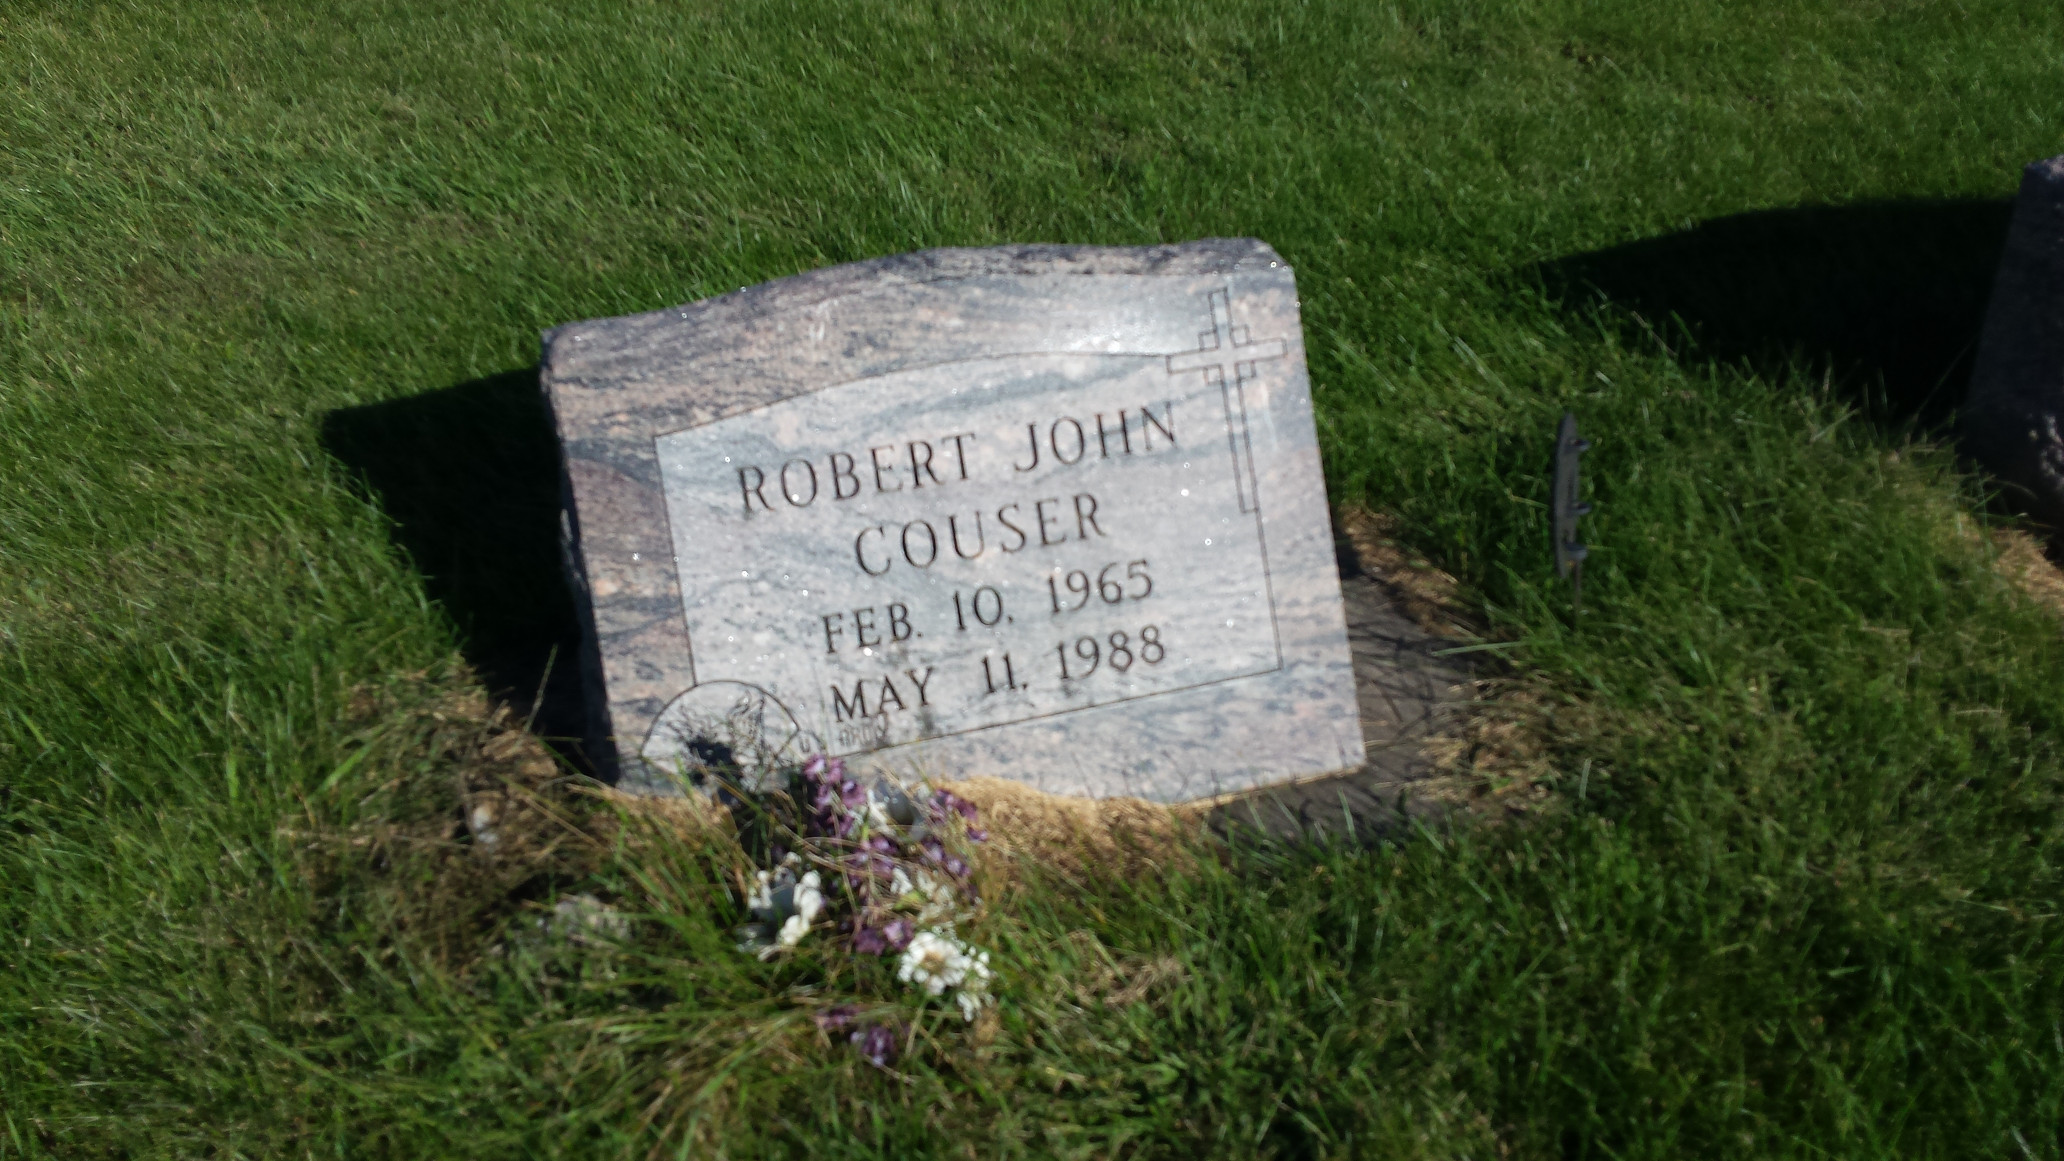 ROBERT JOHN
COUSER
FEB. 10, 1965
MAY 11, 1988